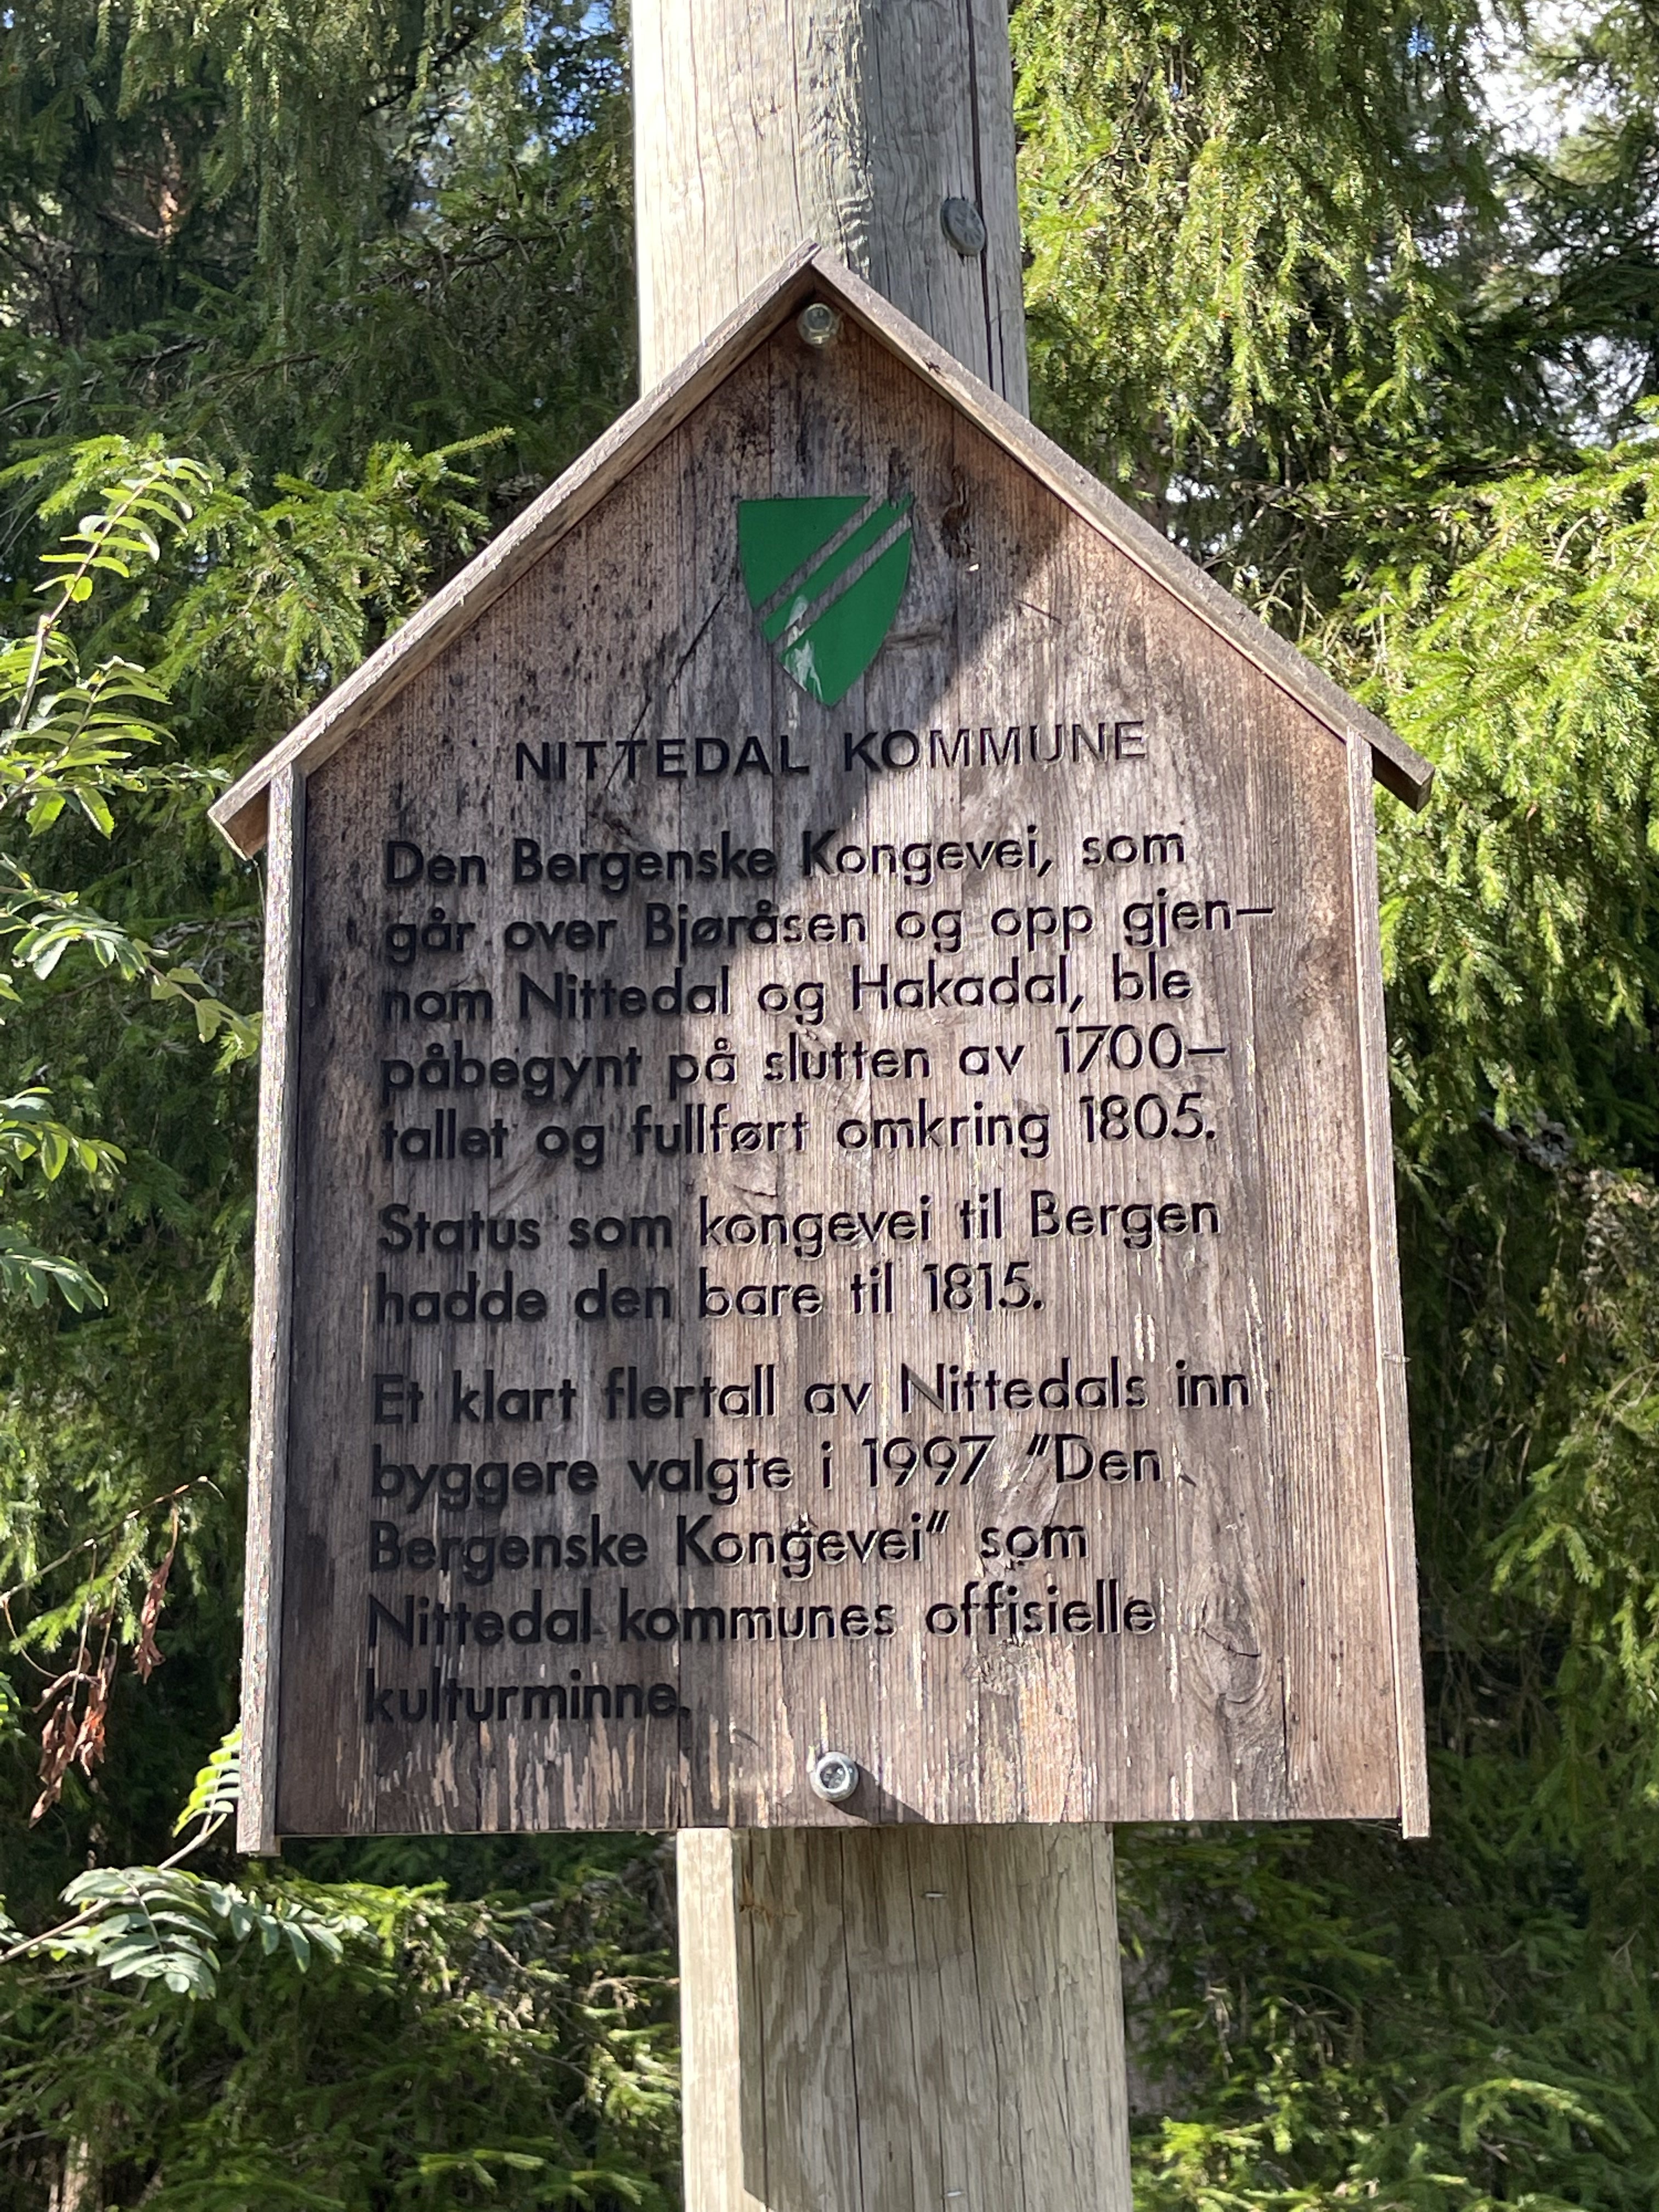 NITTEDAL KOMMUNE
Den Bergenske Kongevei, som
går over Bjøråsen og opp gjen-
nom Nittedal og Hakadal, ble
påbegynt på slutten av 1700-
tallet og fullført omkring 1805.
Status som kongevei til Bergen
hadde den bare til 1815.
Et klart flertall av Nittedals inn
byggere valgte i 1997 "Den
Bergenske Kongevei" som
Nittedal kommunes offisielle
kulturminne.